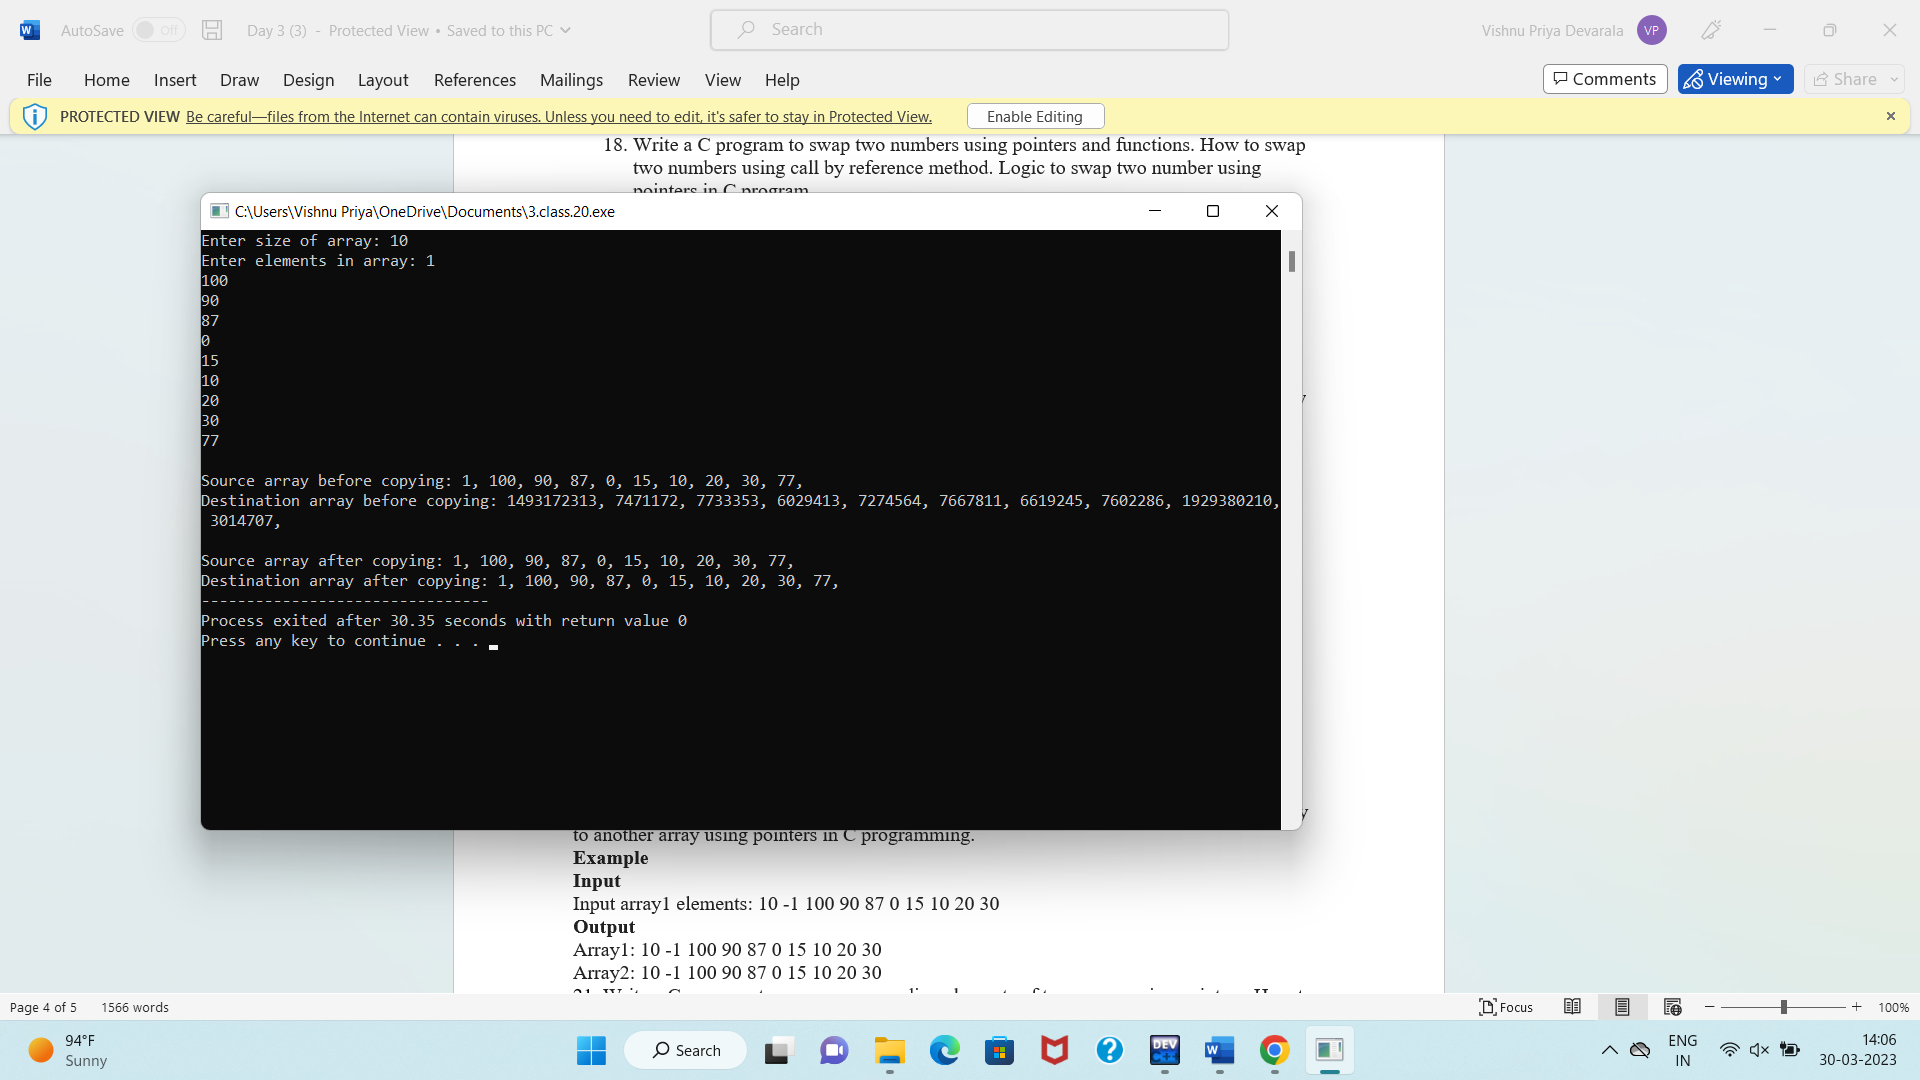 AutoSave Off Day 3 (3) - Protected View • Saved to this PC Search Vishnu Priya Devarala VP
File Home Insert Draw Design Layout References Mailings Review View Help Comments Viewing Share
PROTECTED VIEW Be careful—files from the Internet can contain viruses. Unless you need to edit, it's safer to stay in Protected View. Enable Editing
18. Write a C program to swap two numbers using pointers and functions. How to swap
two numbers using call by reference method. Logic to swap two number using
pointers in C program.
C:\Users\Vishnu Priya\OneDrive\Documents\3.class.20.exe
Enter size of array: 10
Enter elements in array: 1
100
90
87
0
15
10
20
30
77
Source array before copying: 1, 100, 90, 87, 0, 15, 10, 20, 30, 77,
Destination array before copying: 1493172313, 7471172, 7733353, 6029413, 7274564, 7667811, 6619245, 7602286, 1929380210,
3014707,
Source array after copying: 1, 100, 90, 87, 0, 15, 10, 20, 30, 77,
Destination array after copying: 1, 100, 90, 87, 0, 15, 10, 20, 30, 77,
--------------------------------
Process exited after 30.35 seconds with return value 0
Press any key to continue . . .
to another array using pointers in C programming.
Example
Input
Input array1 elements: 10 -1 100 90 87 0 15 10 20 30
Output
Array1: 10 -1 100 90 87 0 15 10 20 30
Array2: 10 -1 100 90 87 0 15 10 20 30
Page 4 of 5 1566 words Focus 100%
94°F
Sunny
Search
DEV C++
ENG
IN
14:06
30-03-2023